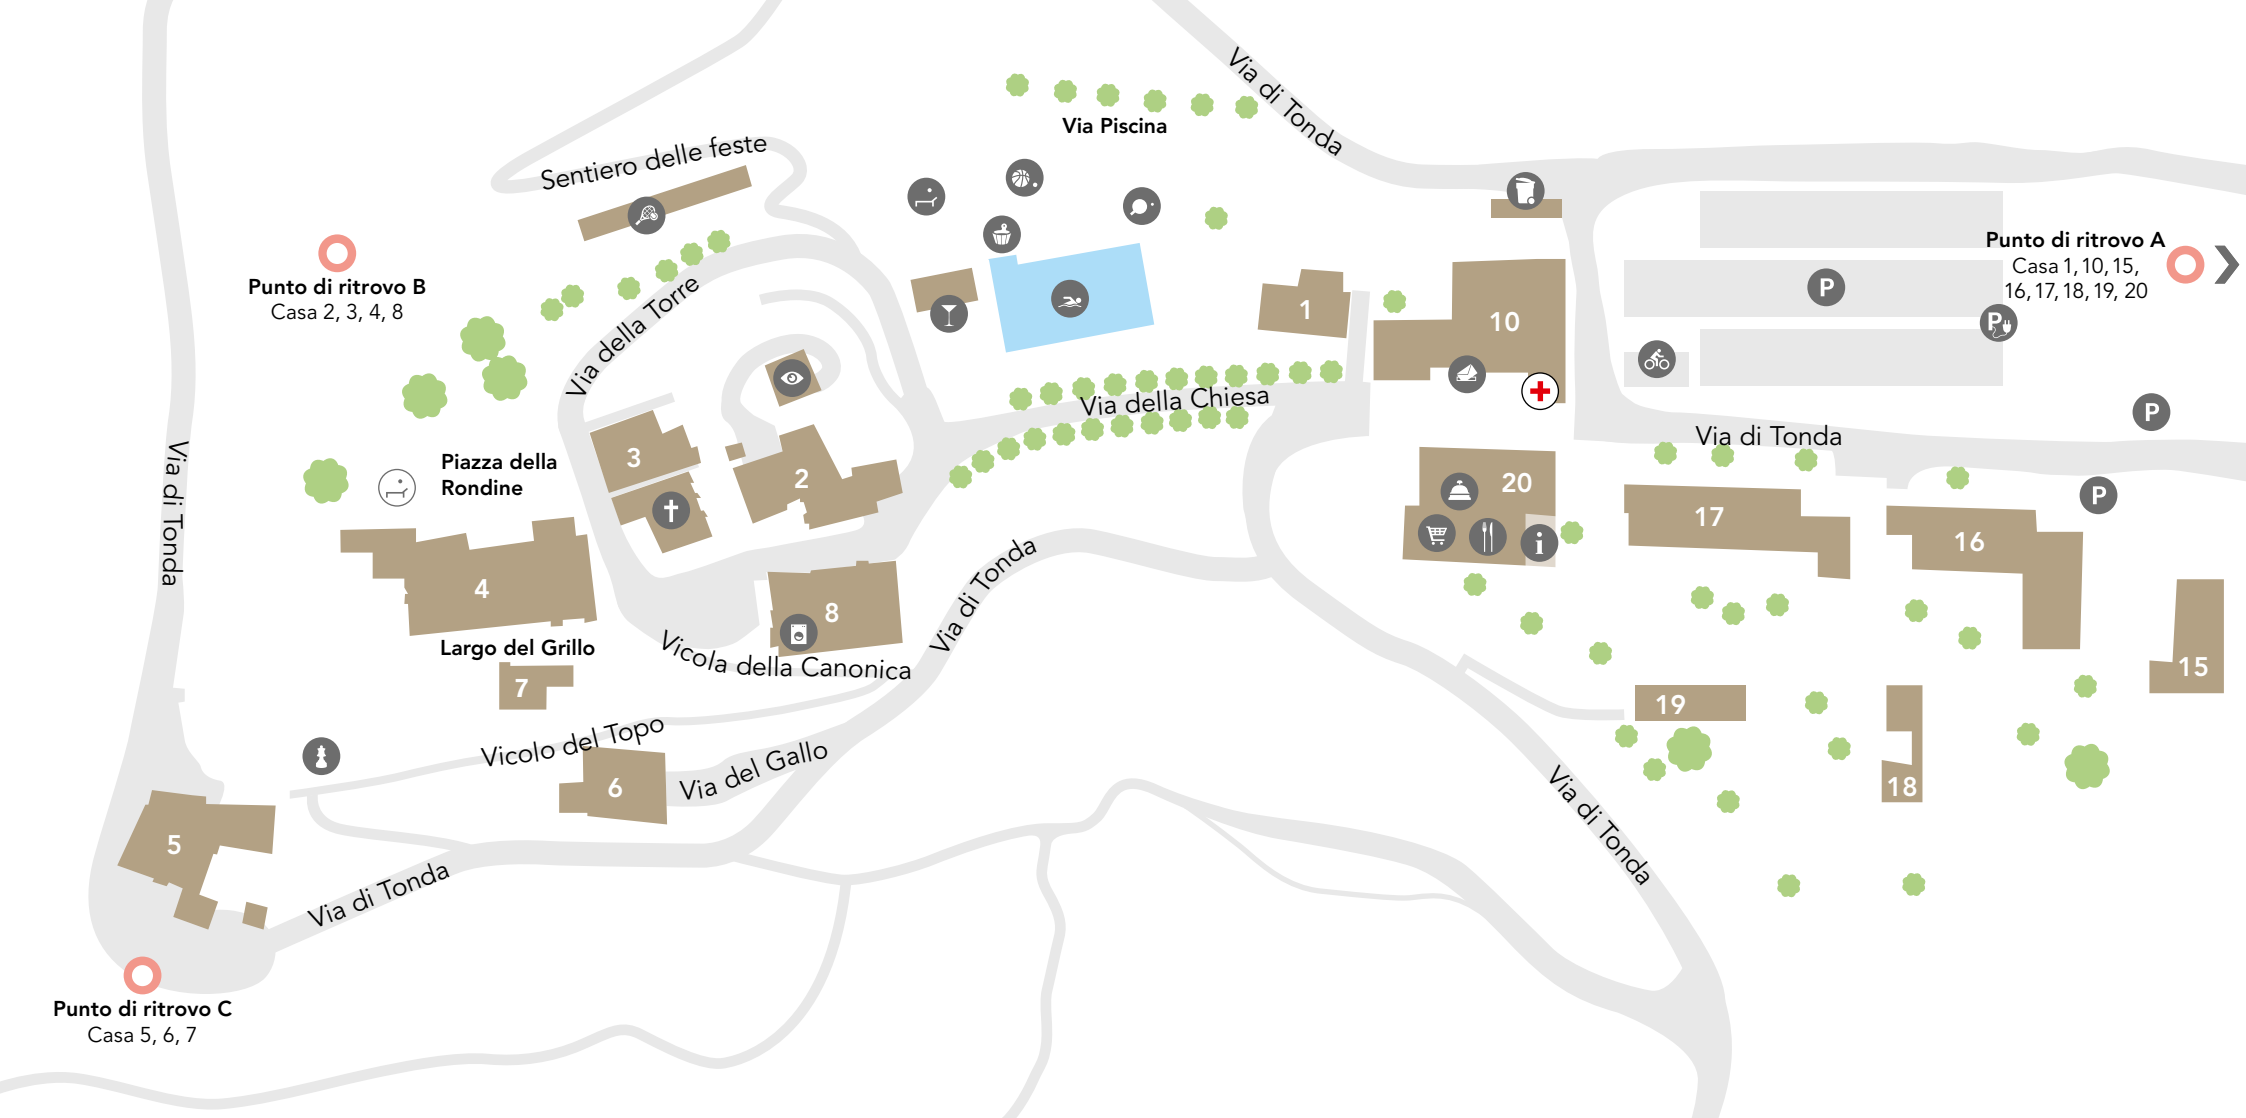 Via di Tonda
Via Piscina
Sentiero delle feste
Punto di ritrovo A
Casa 1, 10, 15,
16, 17, 18, 19, 20
Punto di ritrovo B
Casa 2, 3, 4, 8
P
P
1
10
Via della Torre
Via della Chiesa
P
Via di Tonda
Via di Tonda
Piazza della
Rondine
3
2
20
P
17
16
i
4
8
Via di Tonda
Largo del Grillo
Vicola della Canonica
7
15
19
Vicolo del Topo
Via del Gallo
6
18
Via di Tonda
5
Via di Tonda
Punto di ritrovo C
Casa 5, 6, 7